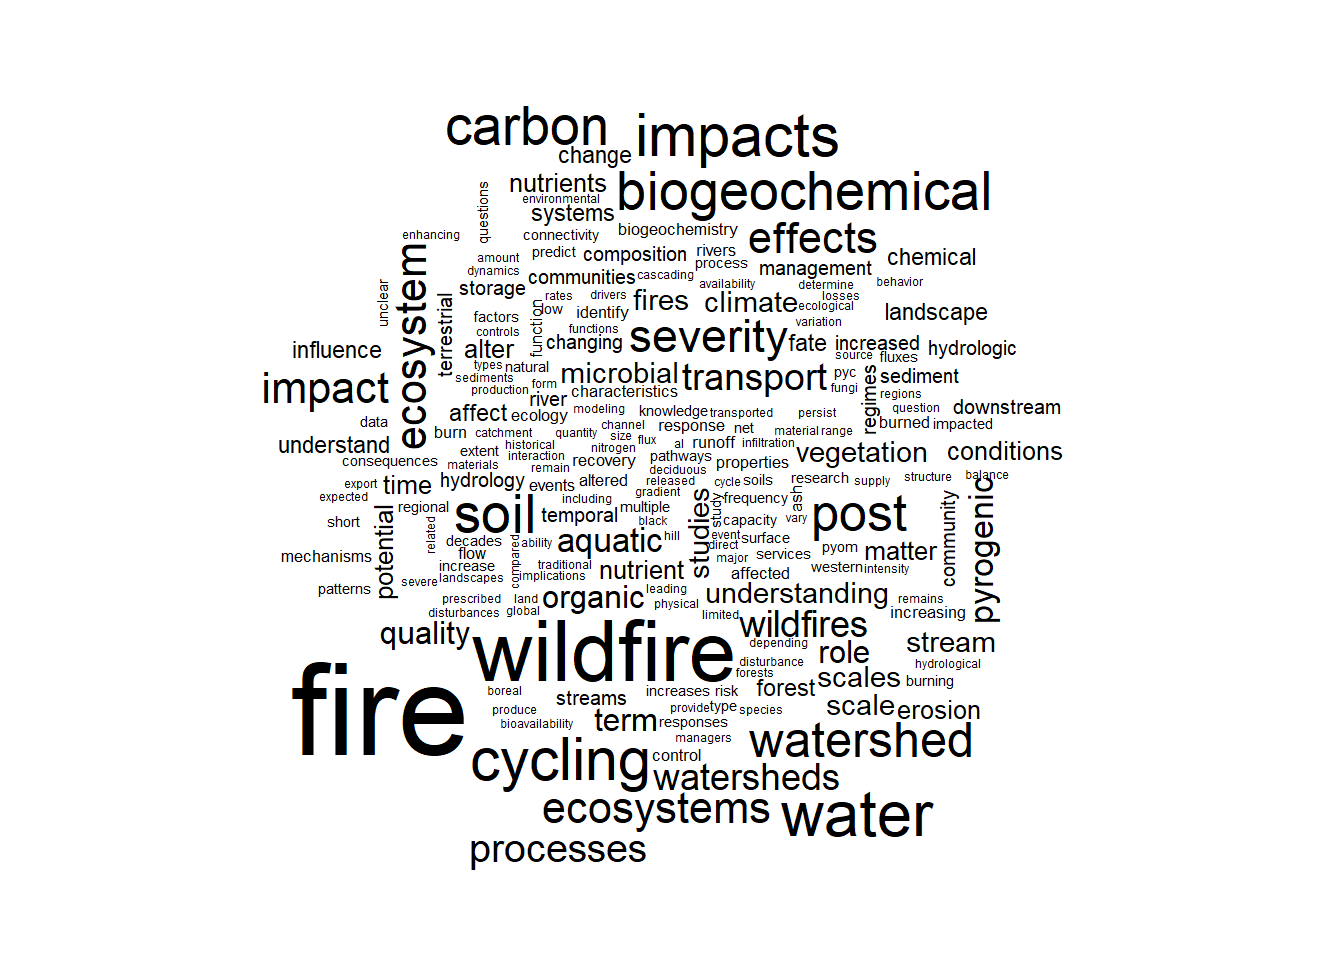 carbon
impacts
change
nutrients
biogeochemical
environmental
systems
questions
enhancing
connectivity
biogeochemistry
effects
ecosystem
amount
predict
composition
rivers
chemical
dynamics
process
management
communities
cascading
availability
determine
behavior
unclear
storage
rates
drivers
fires
climate
losses
ecological
terrestrial
low
identify
landscape
factors
function
controls
functions
severity
variation
influence
alter
changing
fate
increased
hydrologic
source
fluxes
types
natural
microbial
transport
pyc
sediment
impact
sediments
form
production
characteristics
fungi
regimes
regions
river
data
affect
ecology
modeling
knowledge
transported
persist
question
downstream
understand
burn
catchment
quantity
channel
response
net
material
range
burned
impacted
size
flux
al
runoff
infiltration
historical
nitrogen
extent
interaction
pathways
vegetation
conditions
consequences
materials
remain
recovery
deciduous
properties
export
time
hydrology
events
altered
released
cycle
soils
research
supply
structure
balance
expected
including
gradient
studies
study
frequency
ash
pyrogenic
regional
soil
temporal
multiple
post
short
potential
related
black
capacity
vary
community
decades
compared
ability
aquatic
hill
event
surface
mechanisms
flow
direct
pyom
matter
increase
traditional
major
services
severe
landscapes
implications
nutrient
affected
western
intensity
patterns
prescribed
land
organic
leading
understanding
remains
disturbances
global
physical
limited
increasing
quality
wildfire
wildfires
depending
role
stream
disturbance
hydrological
fire
forests
scales
burning
boreal
streams
increases
risk
forest
produce
provide
type
species
scale
erosion
bioavailability
term
responses
managers
watershed
cycling
control
watersheds
ecosystems
water
processes